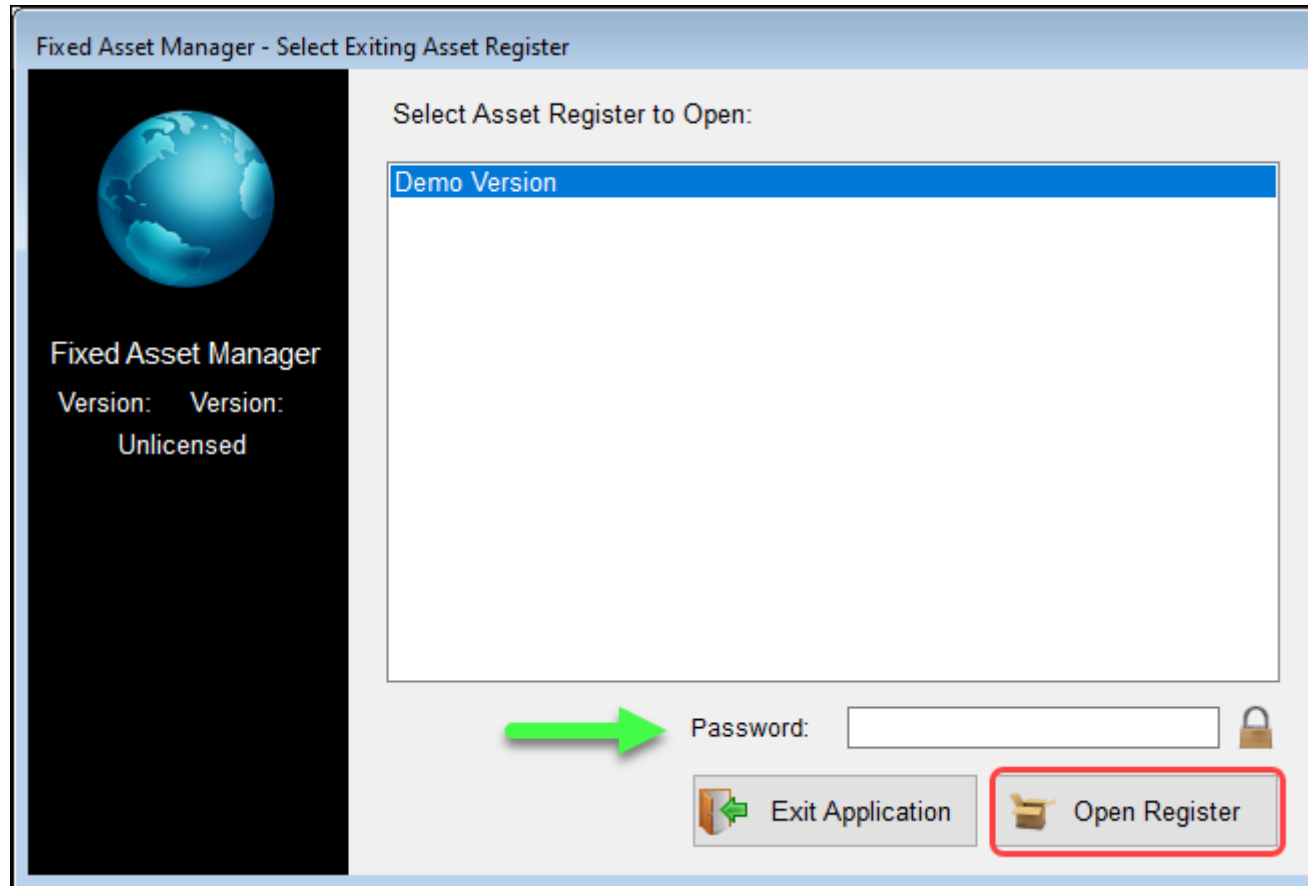 Fixed Asset Manager - Select Exiting Asset Register
Select Asset Register to Open:
Demo Version
Fixed Asset Manager
Version: Version:
Unlicensed
Password:
Exit Application
Open Register